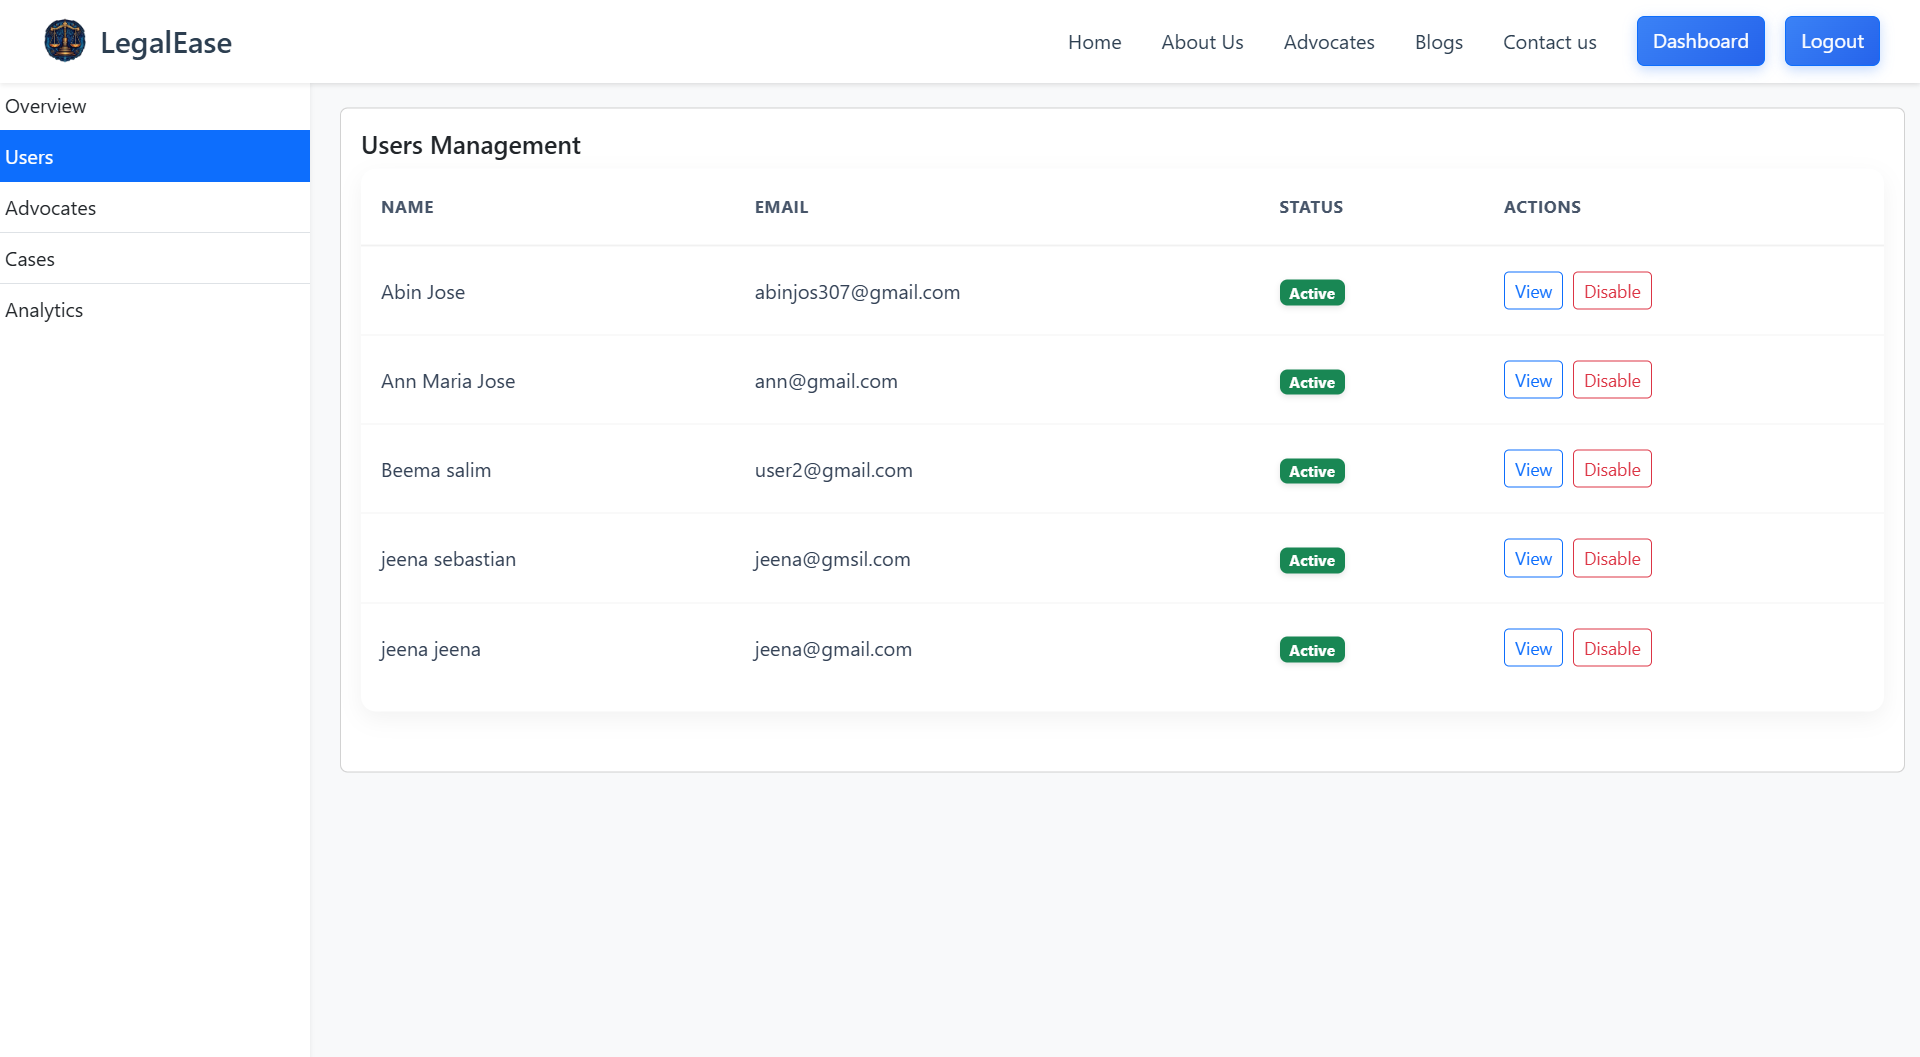 LegalEase Home About Us Advocates Blogs Contact us Dashboard Logout
Overview
Users
Advocates
Cases
Analytics
Users Management
NAME EMAIL STATUS ACTIONS
Abin Jose abinjos307@gmail.com Active View Disable
Ann Maria Jose ann@gmail.com Active View Disable
Beema salim user2@gmail.com Active View Disable
jeena sebastian jeena@gmsil.com Active View Disable
jeena jeena jeena@gmail.com Active View Disable